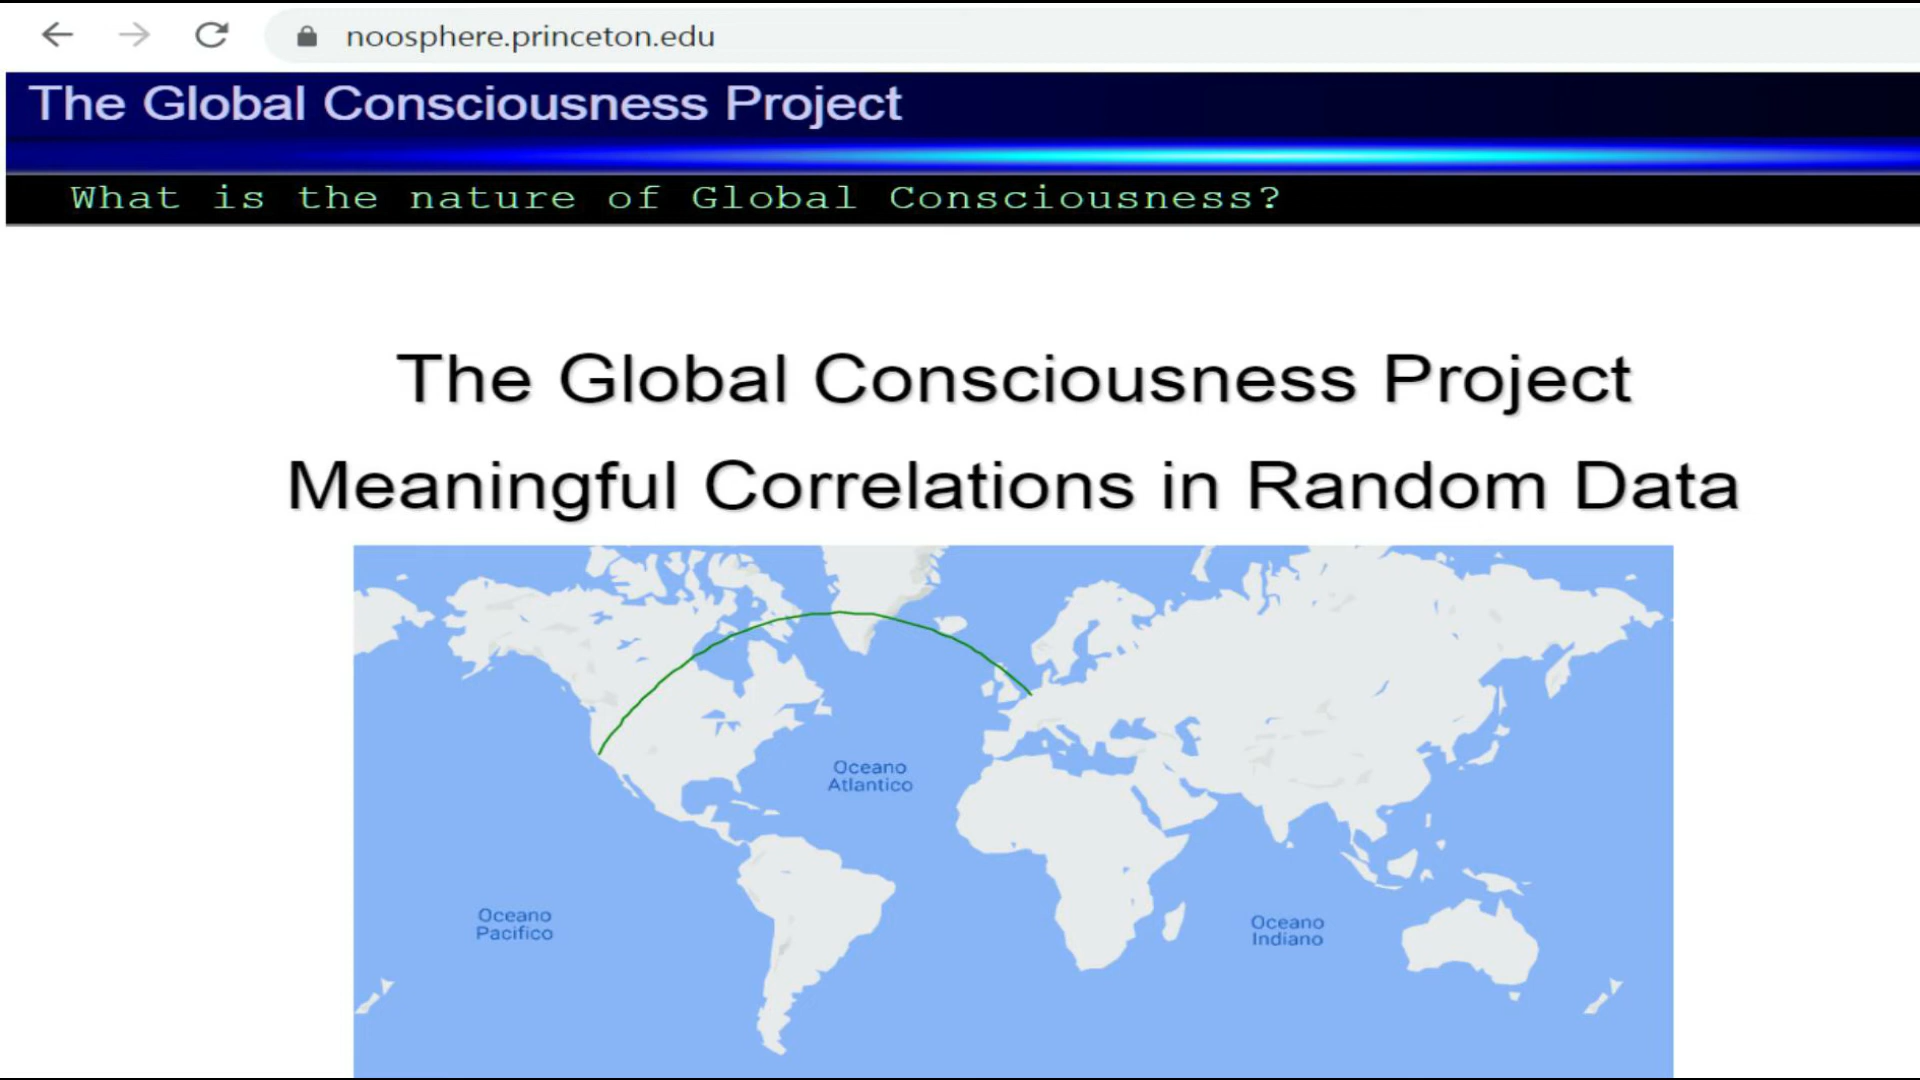 noosphere.princeton.edu
The Global Consciousness Project
What is the nature of Global Consciousness?
The Global Consciousness Project
Meaningful Correlations in Random Data
Oceano
Atlantico
Oceano
Pacifico
Oceano
Indiano